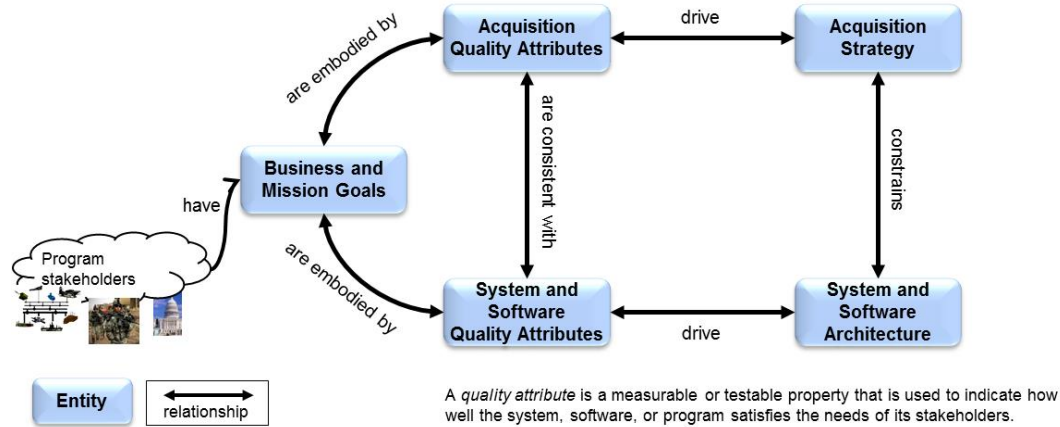 Acquisition
Quality Attributes
drive
Acquisition
Strategy
are embodied by
are consistent with
constrains
Business and
Mission Goals
have
Program
stakeholders
are embodied by
System and
Software
Quality Attributes
drive
System and
Software
Architecture
Entity
relationship
A quality attribute is a measurable or testable property that is used to indicate how
well the system, software, or program satisfies the needs of its stakeholders.